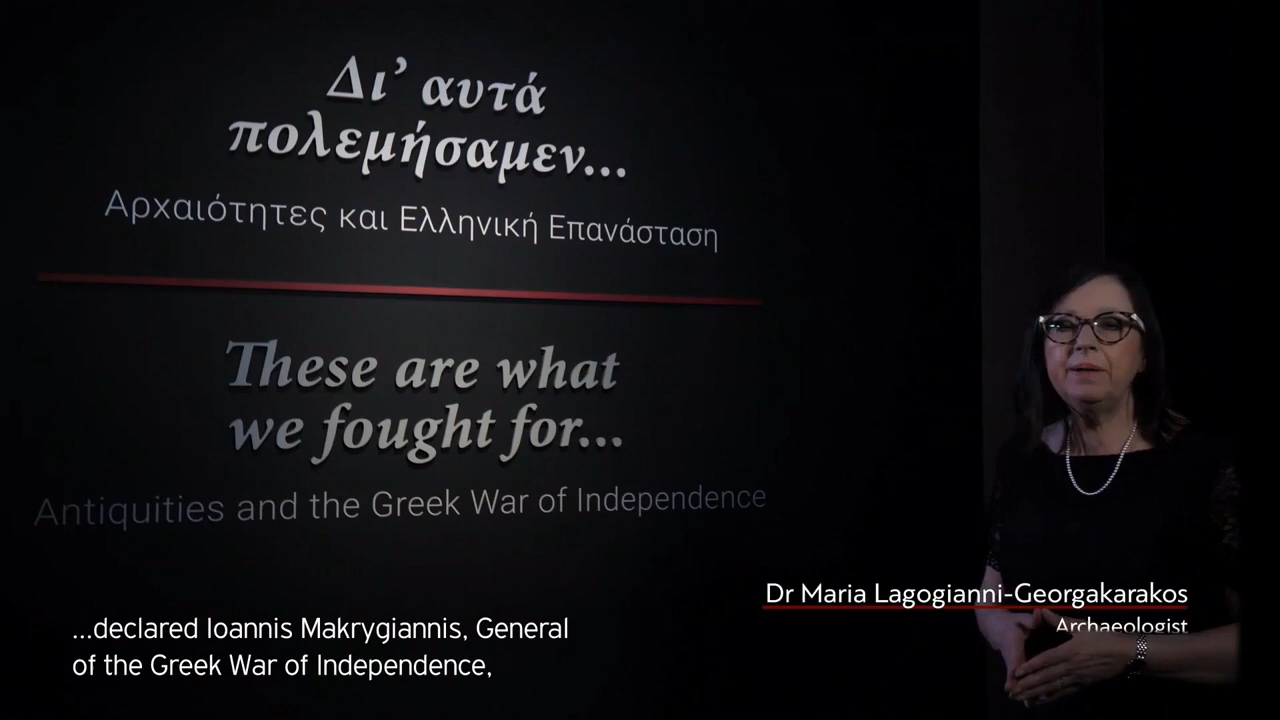 Δι’ αυτά
πολεμήσαμεν...
Αρχαιότητες και Ελληνική Επανάσταση
These are what
we fought for...
Antiquities and the Greek War of Independence
Dr Maria Lagogianni-Georgakarakos
Archaeologist
...declared Ioannis Makrygiannis, General
of the Greek War of Independence,